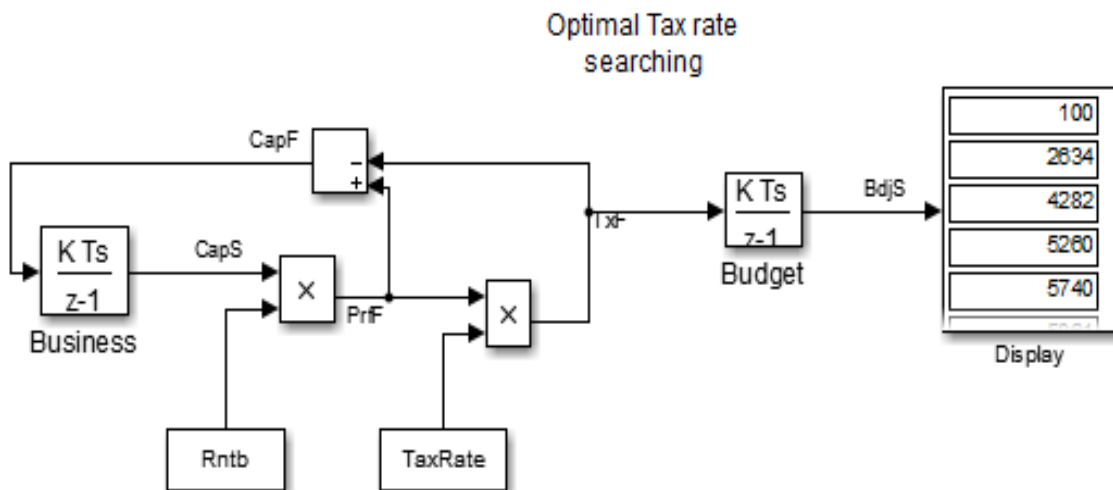 Optimal Tax rate
searching
CapF
−
+
K Ts
z-1
Business
CapS
×
PrfF
×
TxF
K Ts
z-1
Budget
BdjS
100
2634
4282
5260
5740
Display
Rntb
TaxRate